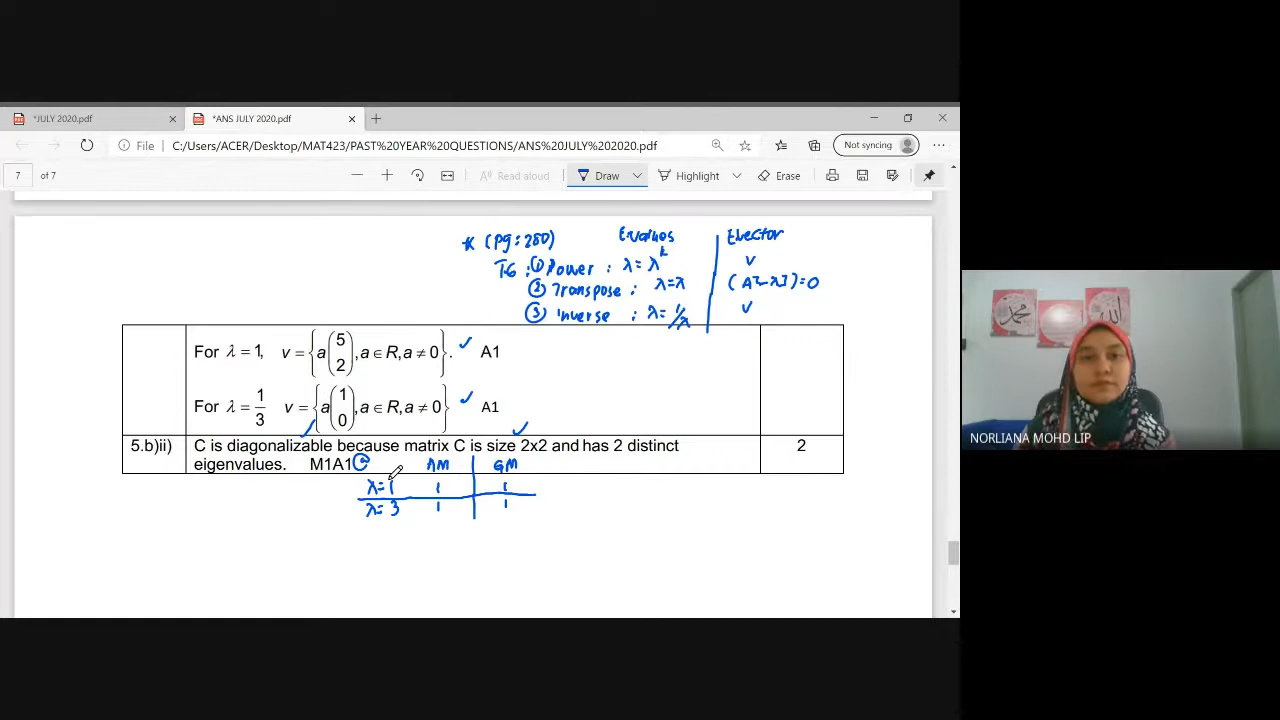 *JULY 2020.pdf
*ANS JULY 2020.pdf
File
C:/Users/ACER/Desktop/MAT423/PAST%20YEAR%20QUESTIONS/ANS%20JULY%202020.pdf
Not syncing
7 of 7
Read aloud
Draw
Highlight
Erase
* (Pg: 280) Evalues Evector
T6 : ① Power : λ = λ^k v
② Transpose : λ = λ (A^T - λI) = 0
③ Inverse : λ = 1/λ v
For λ = 1, v = { a (5 2), a ∈ R, a ≠ 0 }. ✓ A1
For λ = 1/3 v = { a (1 0), a ∈ R, a ≠ 0 } ✓ A1
5.b)ii) C is diagonalizable because matrix C is size 2x2 and has 2 distinct 2
eigenvalues. M1A1
AM GM
λ = 1 1 1
λ = 3 1 1
NORLIANA MOHD LIP
محمد
الله